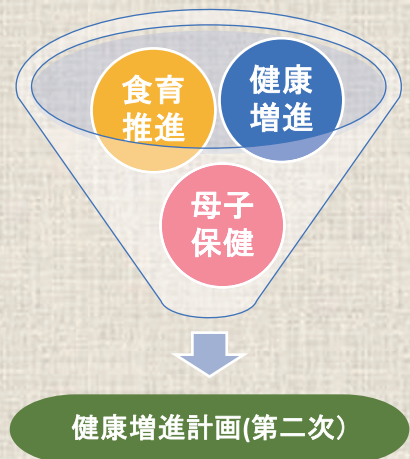 食育
推進
健康
増進
母子
保健
健康増進計画(第二次）